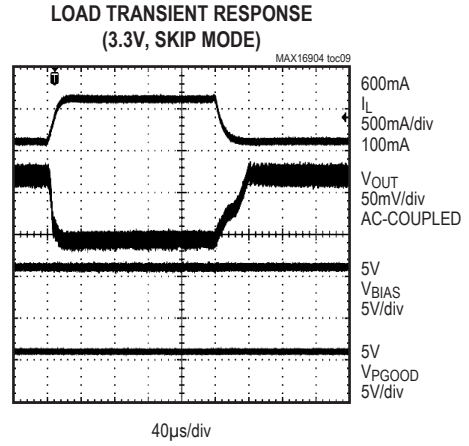 LOAD TRANSIENT RESPONSE
(3.3V, SKIP MODE)
MAX16904 toc09
T
600mA
IL
500mA/div
100mA
VOUT
50mV/div
AC-COUPLED
5V
VBIAS
5V/div
5V
VPGOOD
5V/div
40µs/div